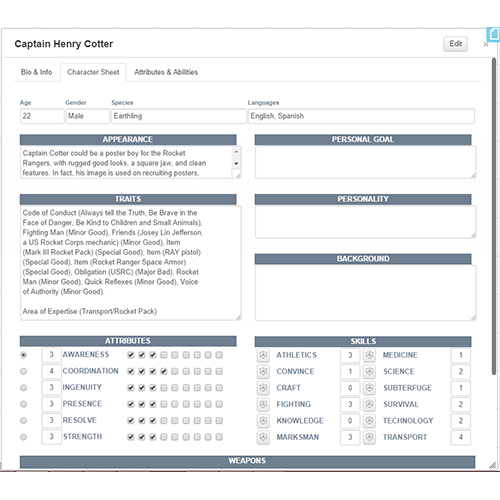 Captain Henry Cotter
Edit
×
Bio & Info
Character Sheet
Attributes & Abilities
Age Gender Species Languages
22 Male Earthling English, Spanish
APPEARANCE
Captain Cotter could be a poster boy for the Rocket
Rangers, with rugged good looks, a square jaw, and clean
features. In fact, his image is used on recruiting posters,
PERSONAL GOAL
TRAITS
Code of Conduct (Always tell the Truth, Be Brave in the
Face of Danger, Be Kind to Children and Small Animals),
Fighting Man (Minor Good), Friends (Josey Lin Jefferson,
a US Rocket Corps mechanic) (Minor Good), Item
(Mark III Rocket Pack) (Special Good), Item (RAY pistol)
(Special Good), Item (Rocket Ranger Space Armor)
(Special Good), Obligation (USRC) (Major Bad), Rocket
Man (Minor Good), Quick Reflexes (Minor Good), Voice
of Authority (Minor Good).
Area of Expertise (Transport/Rocket Pack)
PERSONALITY
BACKGROUND
ATTRIBUTES
3 AWARENESS
4 COORDINATION
3 INGENUITY
3 PRESENCE
3 RESOLVE
3 STRENGTH
SKILLS
ATHLETICS 3 MEDICINE 1
CONVINCE 1 SCIENCE 2
CRAFT 0 SUBTERFUGE 1
FIGHTING 3 SURVIVAL 2
KNOWLEDGE 0 TECHNOLOGY 2
MARKSMAN 3 TRANSPORT 4
WEAPONS